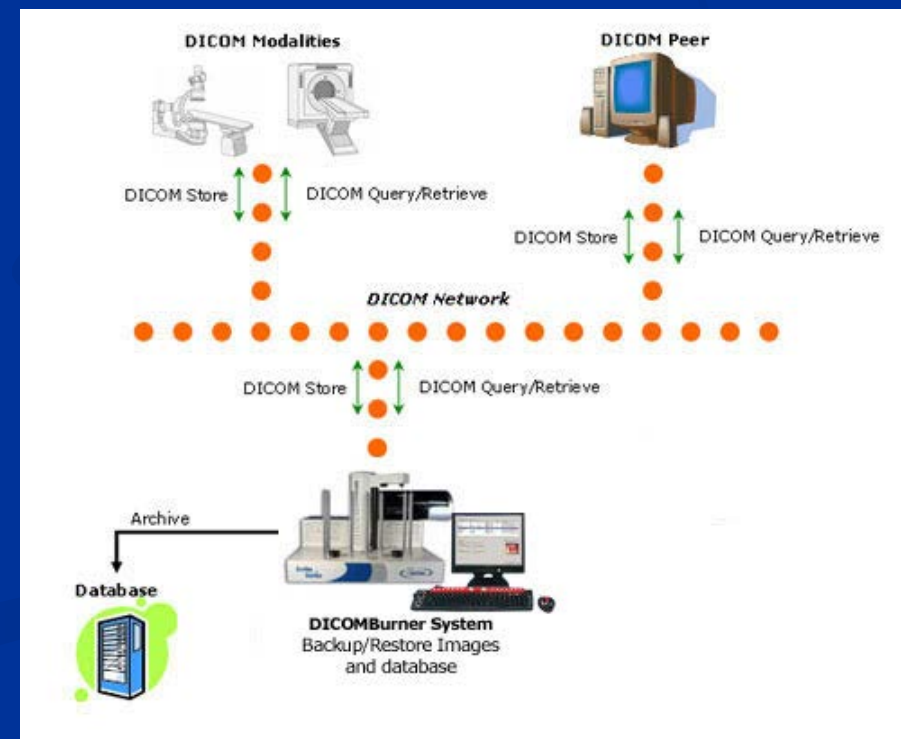 DICOM Modalities
DICOM Peer
DICOM Store
DICOM Query/Retrieve
DICOM Store
DICOM Query/Retrieve
DICOM Network
DICOM Store
DICOM Query/Retrieve
Archive
Database
DICOMBurner System
Backup/Restore Images
and database